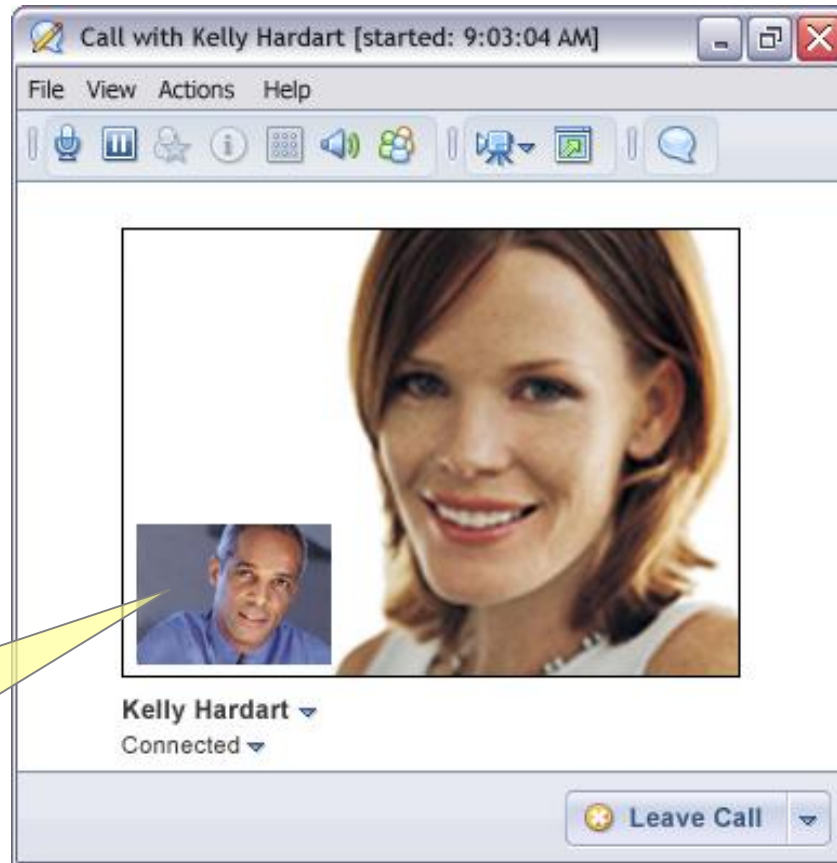 Call with Kelly Hardart [started: 9:03:04 AM]
File View Actions Help
Kelly Hardart
Connected
Leave Call